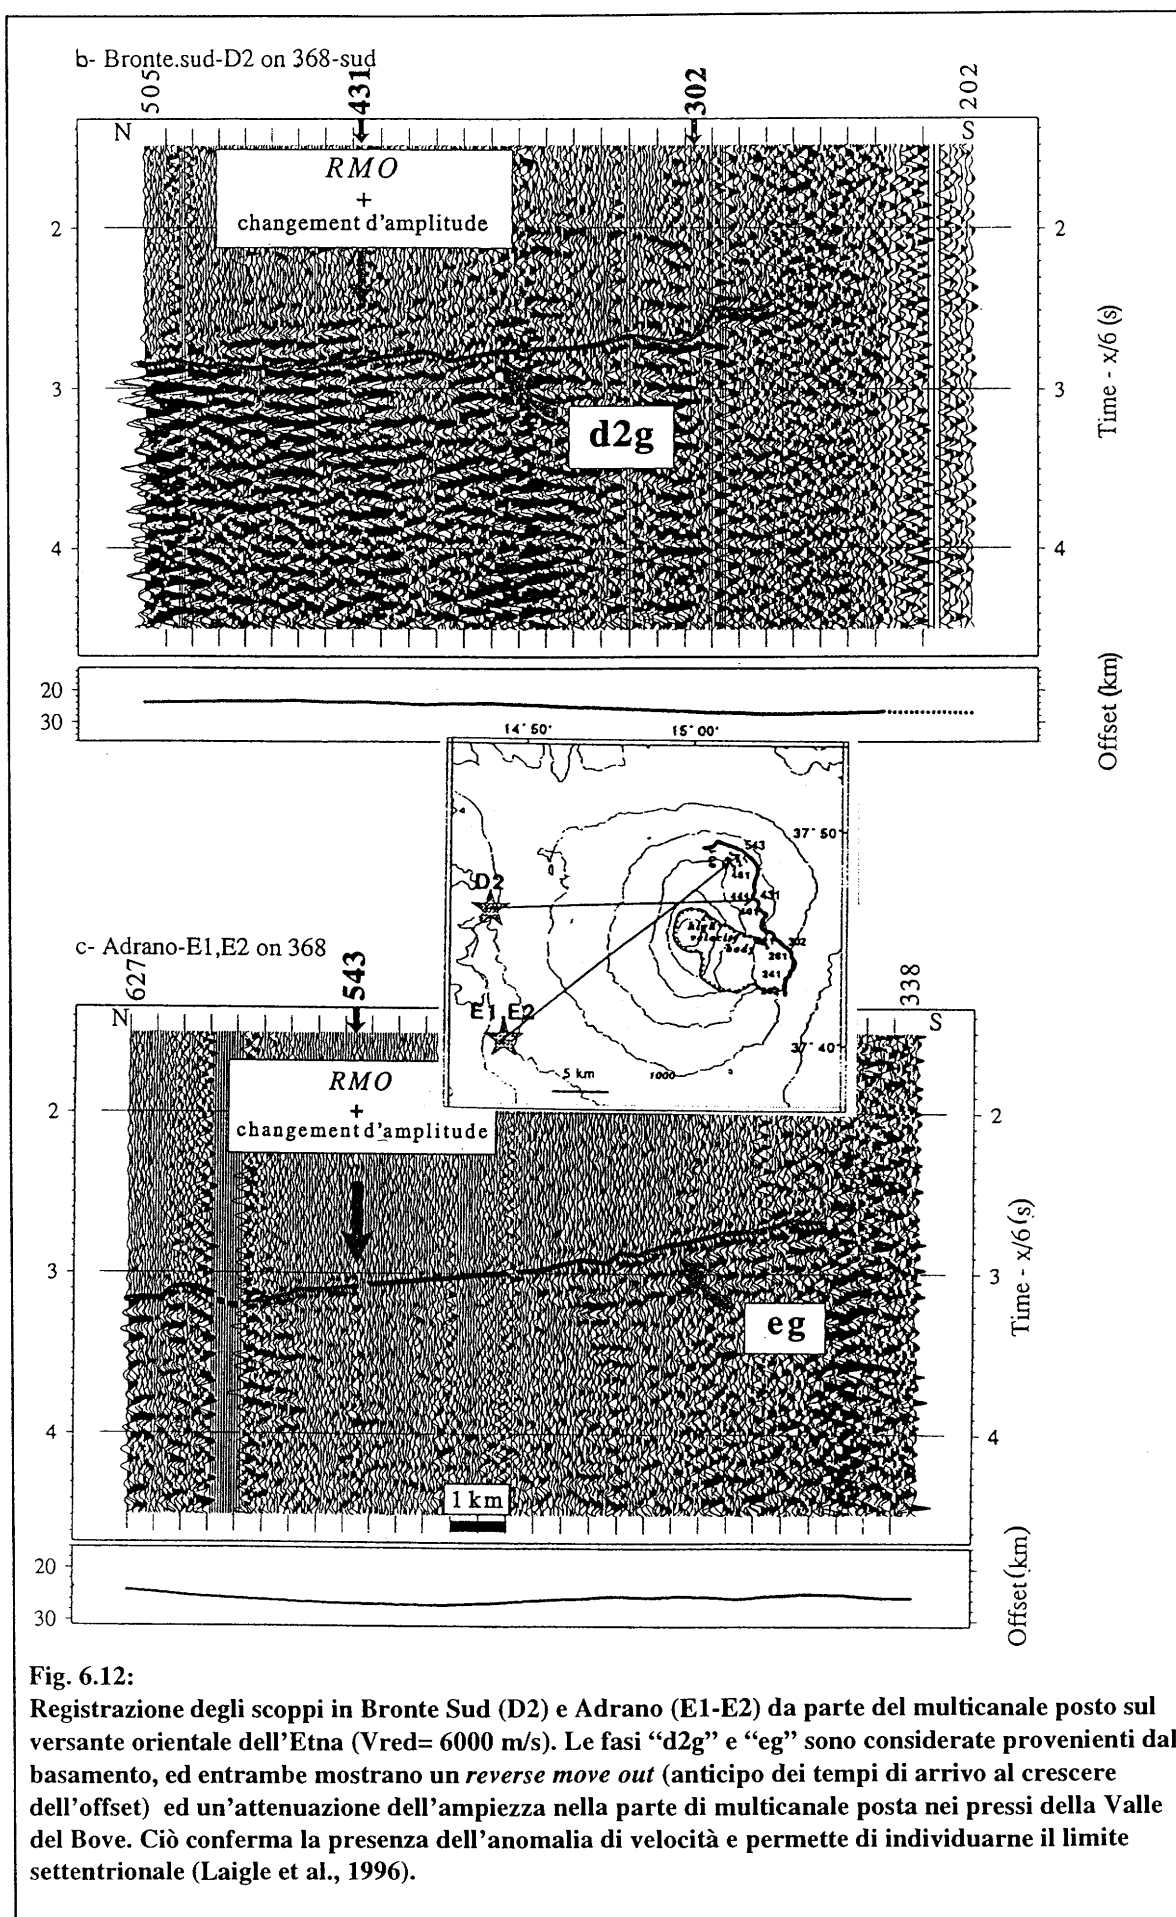 b- Bronte.sud-D2 on 368-sud
505
431
302
202
N
S
RMO
+
changement d'amplitude
2
2
3
3
4
4
Time - x/6 (s)
d2g
20
30
Offset (km)
14° 50'
15° 00'
37° 50'
543
461
441
431
401
D2
high
velocity
body
302
261
241
E1 E2
37° 40'
5 km
1000
c- Adrano-E1,E2 on 368
627
543
338
N
S
RMO
+
changement d'amplitude
2
2
3
3
4
4
Time - x/6 (s)
eg
1 km
20
30
Offset (km)
Fig. 6.12:
Registrazione degli scoppi in Bronte Sud (D2) e Adrano (E1-E2) da parte del multicanale posto sul
versante orientale dell'Etna (Vred= 6000 m/s). Le fasi “d2g” e “eg” sono considerate provenienti dal
basamento, ed entrambe mostrano un reverse move out (anticipo dei tempi di arrivo al crescere
dell'offset) ed un'attenuazione dell'ampiezza nella parte di multicanale posta nei pressi della Valle
del Bove. Ciò conferma la presenza dell'anomalia di velocità e permette di individuarne il limite
settentrionale (Laigle et al., 1996).